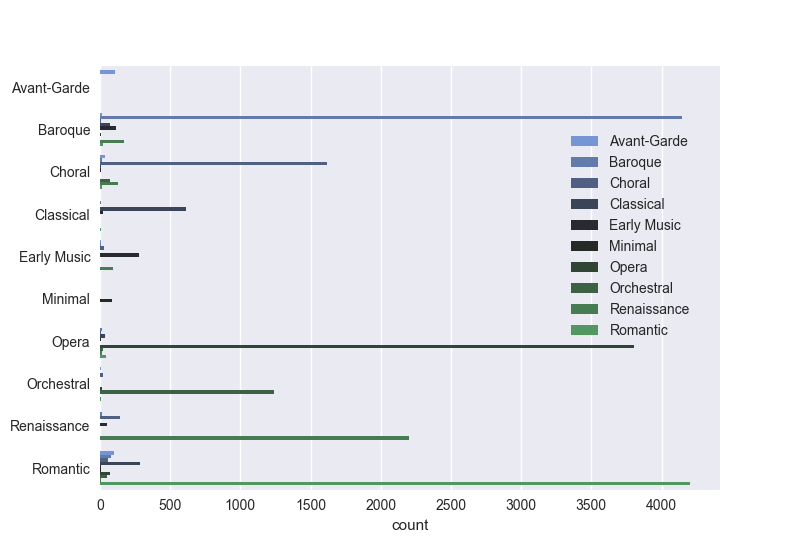 Avant-Garde
Baroque
Choral
Classical
Early Music
Minimal
Opera
Orchestral
Renaissance
Romantic
Avant-Garde
Baroque
Choral
Classical
Early Music
Minimal
Opera
Orchestral
Renaissance
Romantic
0 500 1000 1500 2000 2500 3000 3500 4000
count